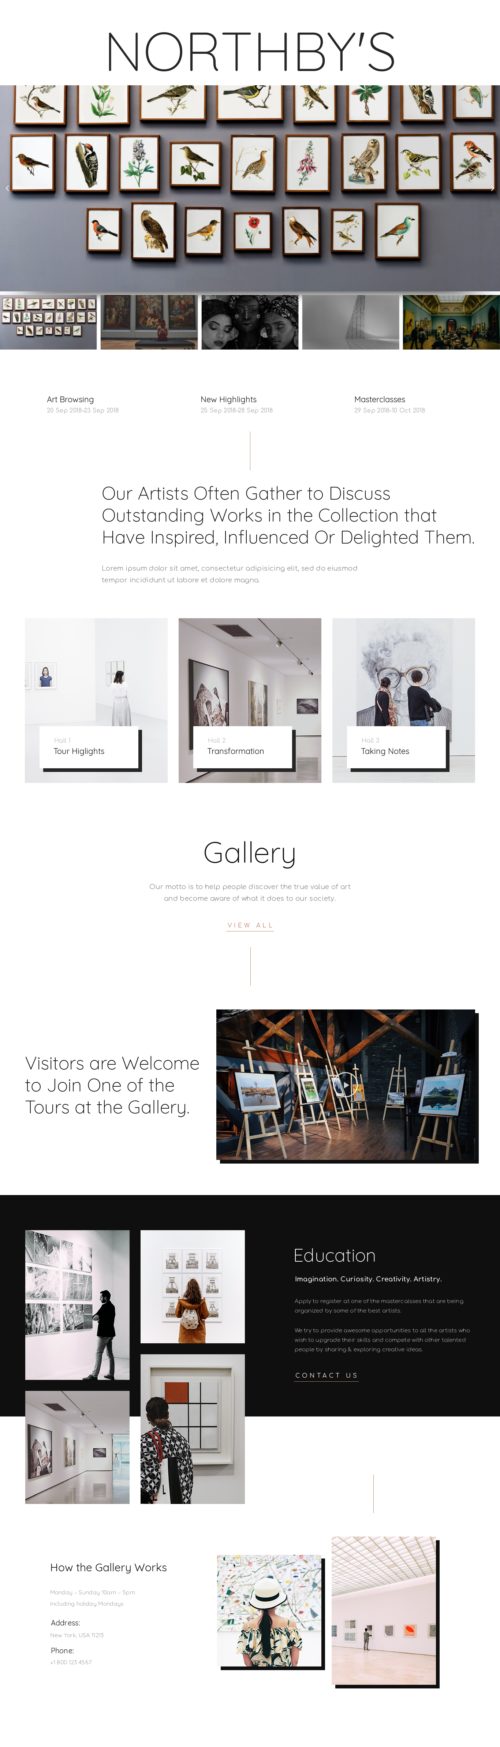 NORTHBY'S
Art Browsing
20 Sep 2018-23 Sep 2018
New Highlights
25 Sep 2018-28 Sep 2018
Masterclasses
29 Sep 2018-10 Oct 2018
Our Artists Often Gather to Discuss
Outstanding Works in the Collection that
Have Inspired, Influenced Or Delighted Them.
Lorem ipsum dolor sit amet, consectetur adipisicing elit, sed do eiusmod
tempor incididunt ut labore et dolore magna.
Hall 1
Tour Higlights
Hall 2
Transformation
Hall 3
Taking Notes
Gallery
Our motto is to help people discover the true value of art
and become aware of what it does to our society.
VIEW ALL
Visitors are Welcome
to Join One of the
Tours at the Gallery.
Education
Imagination. Curiosity. Creativity. Artistry.
Apply to register at one of the mastercalsses that are being
organized by some of the best artists.
We try to provide awesome opportunities to all the artists who
wish to upgrade their skills and compete with other talented
people by sharing & exploring creative ideas.
CONTACT US
How the Gallery Works
Monday - Sunday 10am - 5pm
Including holiday Mondays
Address:
New York, USA 11213
Phone:
+1 800 123 4567